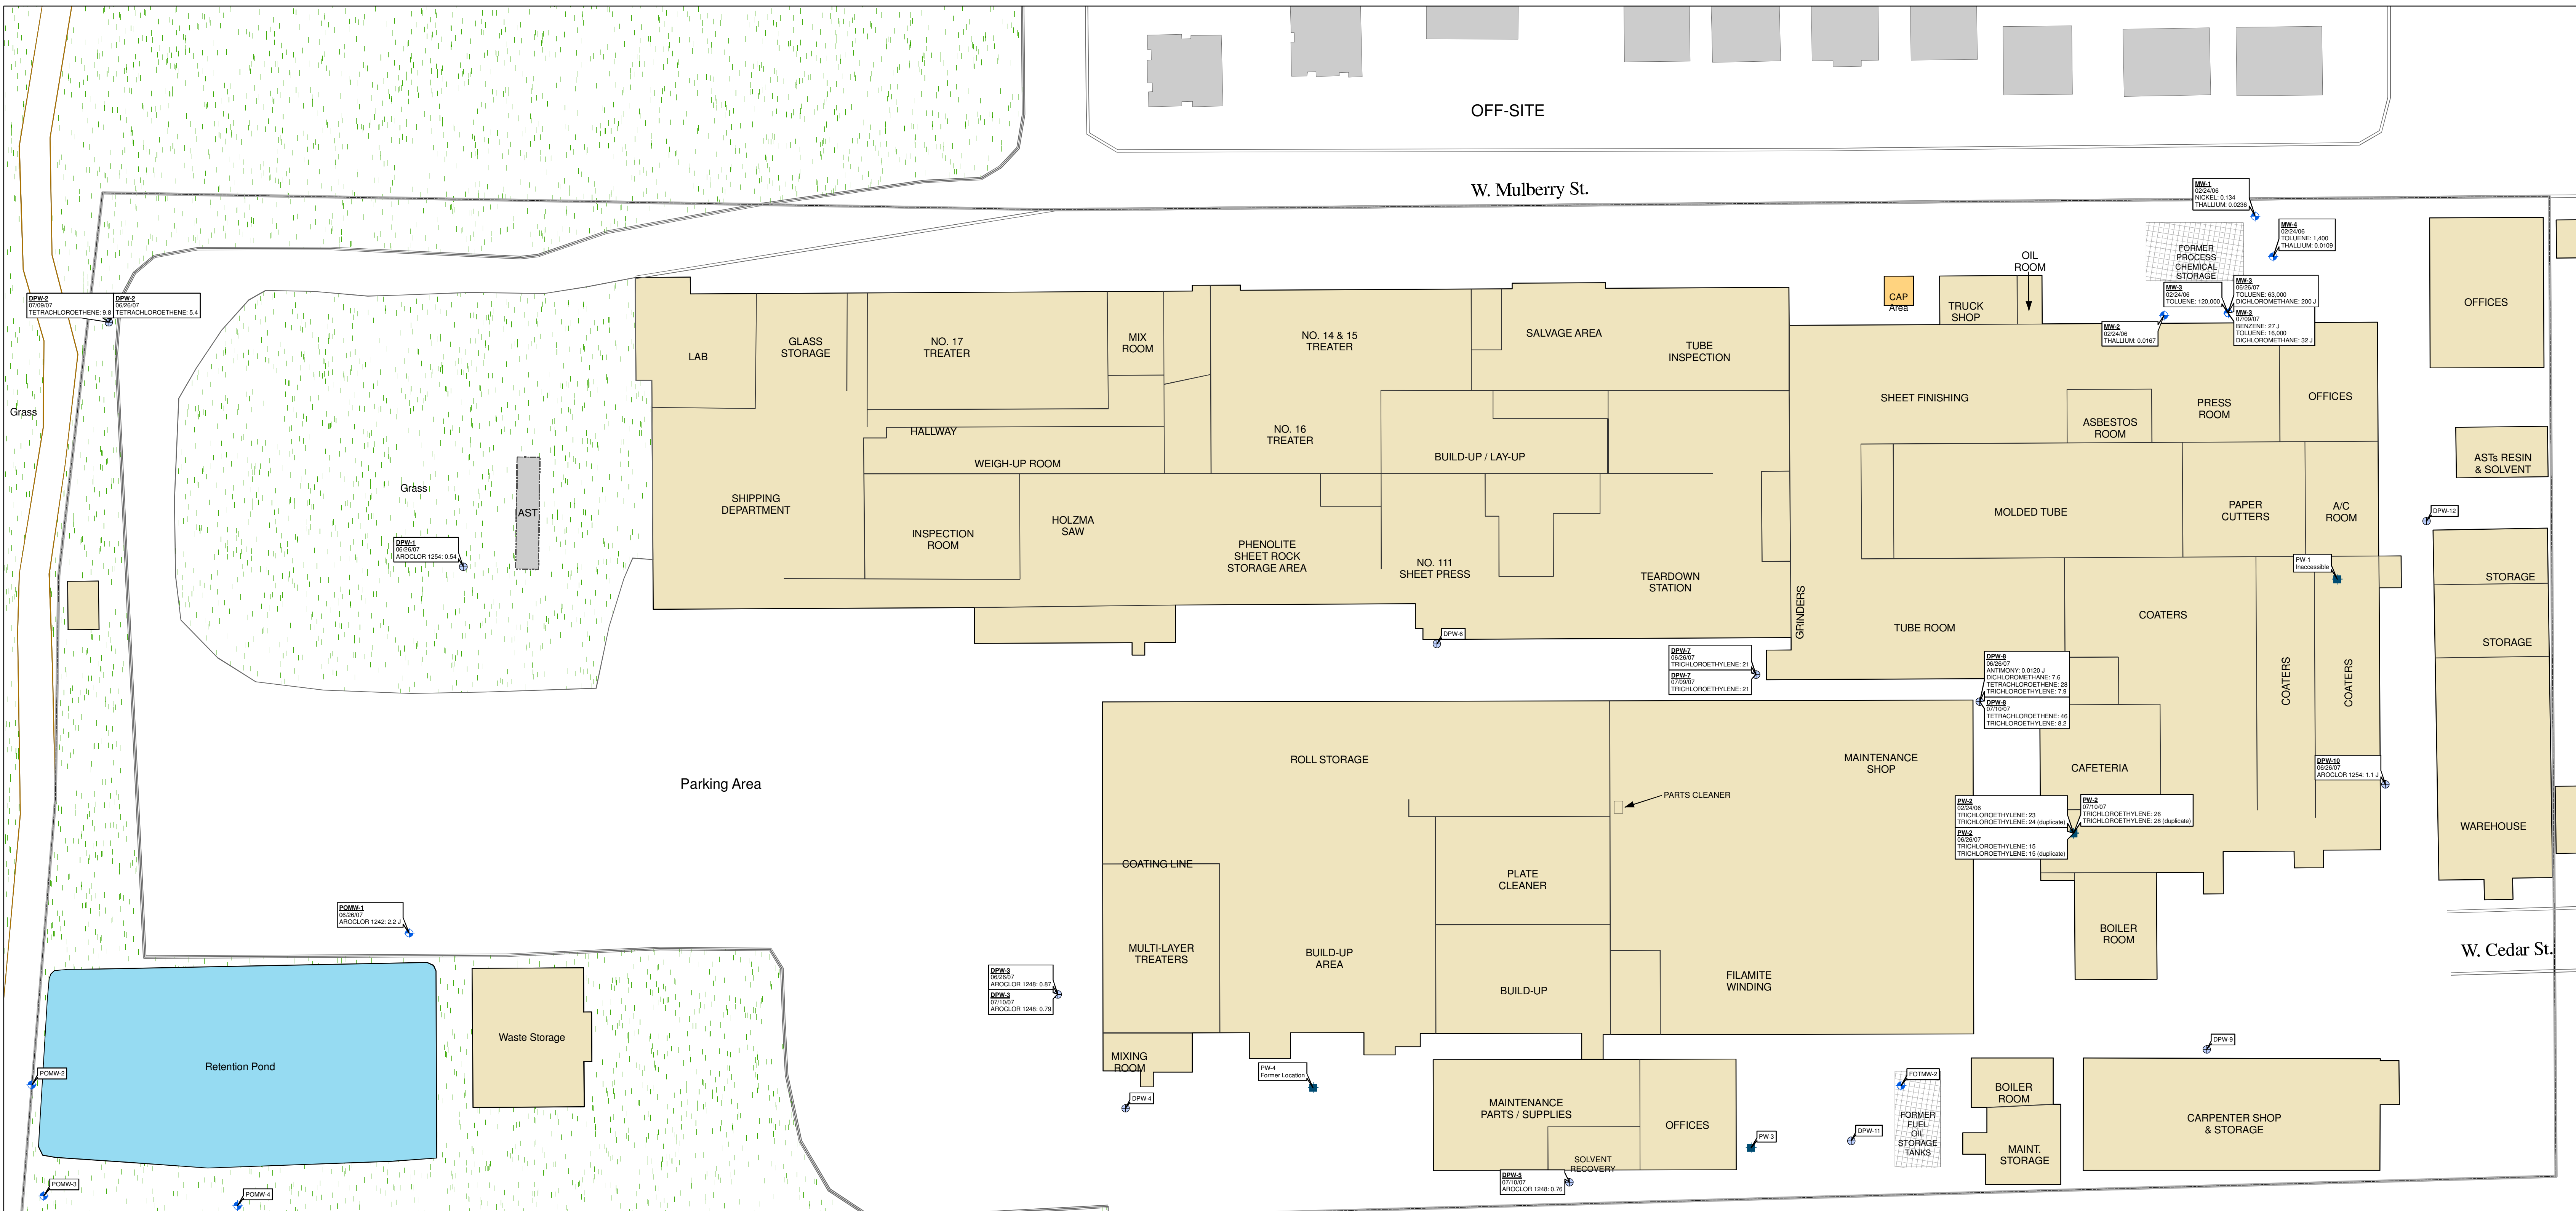 OFF-SITE
W. Mulberry St.
MW-1
02/24/06
NICKEL: 0.134
THALLIUM: 0.0236
MW-4
02/24/06
TOLUENE: 1,400
THALLIUM: 0.0109
FORMER
PROCESS
CHEMICAL
STORAGE
OIL
ROOM
CAP
Area
TRUCK
SHOP
MW-3
02/24/06
TOLUENE: 120,000
MW-3
06/26/07
TOLUENE: 63,000
DICHLOROMETHANE: 200 J
MW-3
07/09/07
BENZENE: 27 J
TOLUENE: 16,000
DICHLOROMETHANE: 32 J
MW-2
02/24/06
THALLIUM: 0.0167
OFFICES
DPW-2
07/09/07
TETRACHLOROETHENE: 9.8
DPW-2
06/26/07
TETRACHLOROETHENE: 5.4
LAB
GLASS
STORAGE
NO. 17
TREATER
MIX
ROOM
NO. 14 & 15
TREATER
SALVAGE AREA
TUBE
INSPECTION
SHEET FINISHING
ASBESTOS
ROOM
PRESS
ROOM
OFFICES
Grass
HALLWAY
WEIGH-UP ROOM
NO. 16
TREATER
BUILD-UP / LAY-UP
ASTs RESIN
& SOLVENT
Grass
AST
SHIPPING
DEPARTMENT
INSPECTION
ROOM
HOLZMA
SAW
PHENOLITE
SHEET ROCK
STORAGE AREA
NO. 111
SHEET PRESS
TEARDOWN
STATION
GRINDERS
MOLDED TUBE
PAPER
CUTTERS
A/C
ROOM
DPW-12
DPW-1
06/26/07
AROCLOR 1254: 0.54
PW-1
Inaccessible
STORAGE
STORAGE
COATERS
TUBE ROOM
COATERS
COATERS
DPW-6
DPW-7
06/26/07
TRICHLOROETHYLENE: 21
DPW-7
07/09/07
TRICHLOROETHYLENE: 21
DPW-8
06/26/07
ANTIMONY: 0.0120 J
DICHLOROMETHANE: 7.6
TETRACHLOROETHENE: 28
TRICHLOROETHYLENE: 7.9
DPW-8
07/10/07
TETRACHLOROETHENE: 46
TRICHLOROETHYLENE: 8.2
ROLL STORAGE
MAINTENANCE
SHOP
CAFETERIA
DPW-10
06/26/07
AROCLOR 1254: 1.1 J
Parking Area
PARTS CLEANER
PW-2
02/24/06
TRICHLOROETHYLENE: 23
TRICHLOROETHYLENE: 24 (duplicate)
PW-2
06/26/07
TRICHLOROETHYLENE: 15
TRICHLOROETHYLENE: 15 (duplicate)
PW-2
07/10/07
TRICHLOROETHYLENE: 26
TRICHLOROETHYLENE: 28 (duplicate)
WAREHOUSE
COATING LINE
PLATE
CLEANER
POMW-1
06/26/07
AROCLOR 1242: 2.2 J
MULTI-LAYER
TREATERS
BUILD-UP
AREA
BUILD-UP
FILAMITE
WINDING
BOILER
ROOM
W. Cedar St.
DPW-3
06/26/07
AROCLOR 1248: 0.87
DPW-3
07/10/07
AROCLOR 1248: 0.79
Waste Storage
Retention Pond
POMW-2
MIXING
ROOM
PW-4
Former Location
DPW-4
DPW-9
FOTMW-2
BOILER
ROOM
MAINTENANCE
PARTS / SUPPLIES
OFFICES
SOLVENT
RECOVERY
PW-3
DPW-11
FORMER
FUEL
OIL
STORAGE
TANKS
MAINT.
STORAGE
CARPENTER SHOP
& STORAGE
DPW-5
07/10/07
AROCLOR 1248: 0.76
POMW-3
POMW-4